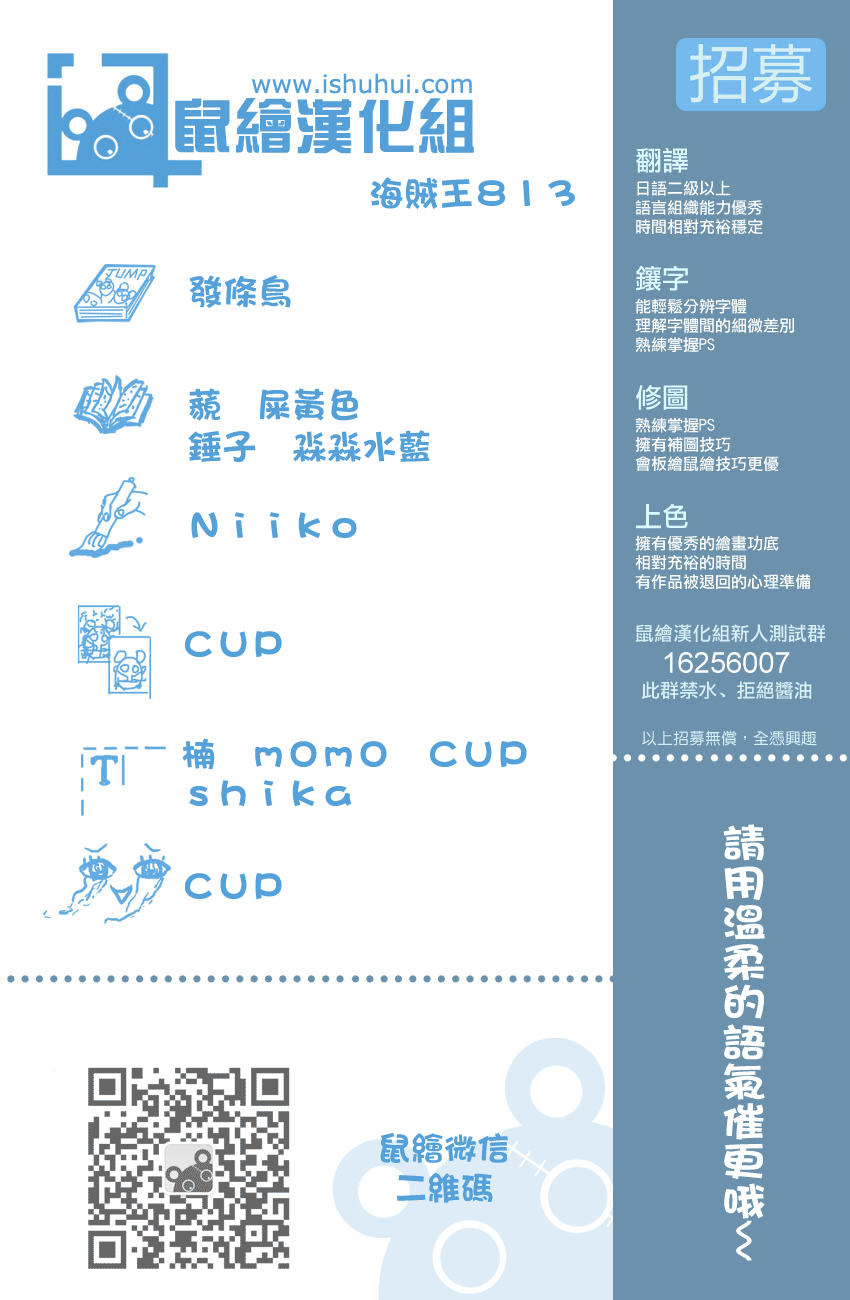 www.ishuhui.com
鼠繪漢化組
海賊王813
JUMP
發條鳥
藐　屎黃色
錘子　淼淼水藍
Niiko
CUP
T
楠　momo　CUP
shika
CUP
鼠繪微信
二維碼
招募
翻譯
日語二級以上
語言組織能力優秀
時間相對充裕穩定
鑲字
能輕鬆分辨字體
理解字體間的細微差別
熟練掌握PS
修圖
熟練掌握PS
擁有補圖技巧
會板繪鼠繪技巧更優
上色
擁有優秀的繪畫功底
相對充裕的時間
有作品被退回的心理準備
鼠繪漢化組新人測試群
16256007
此群禁水、拒絕醬油
以上招募無償，全憑興趣
請用溫柔的語氣催更哦~